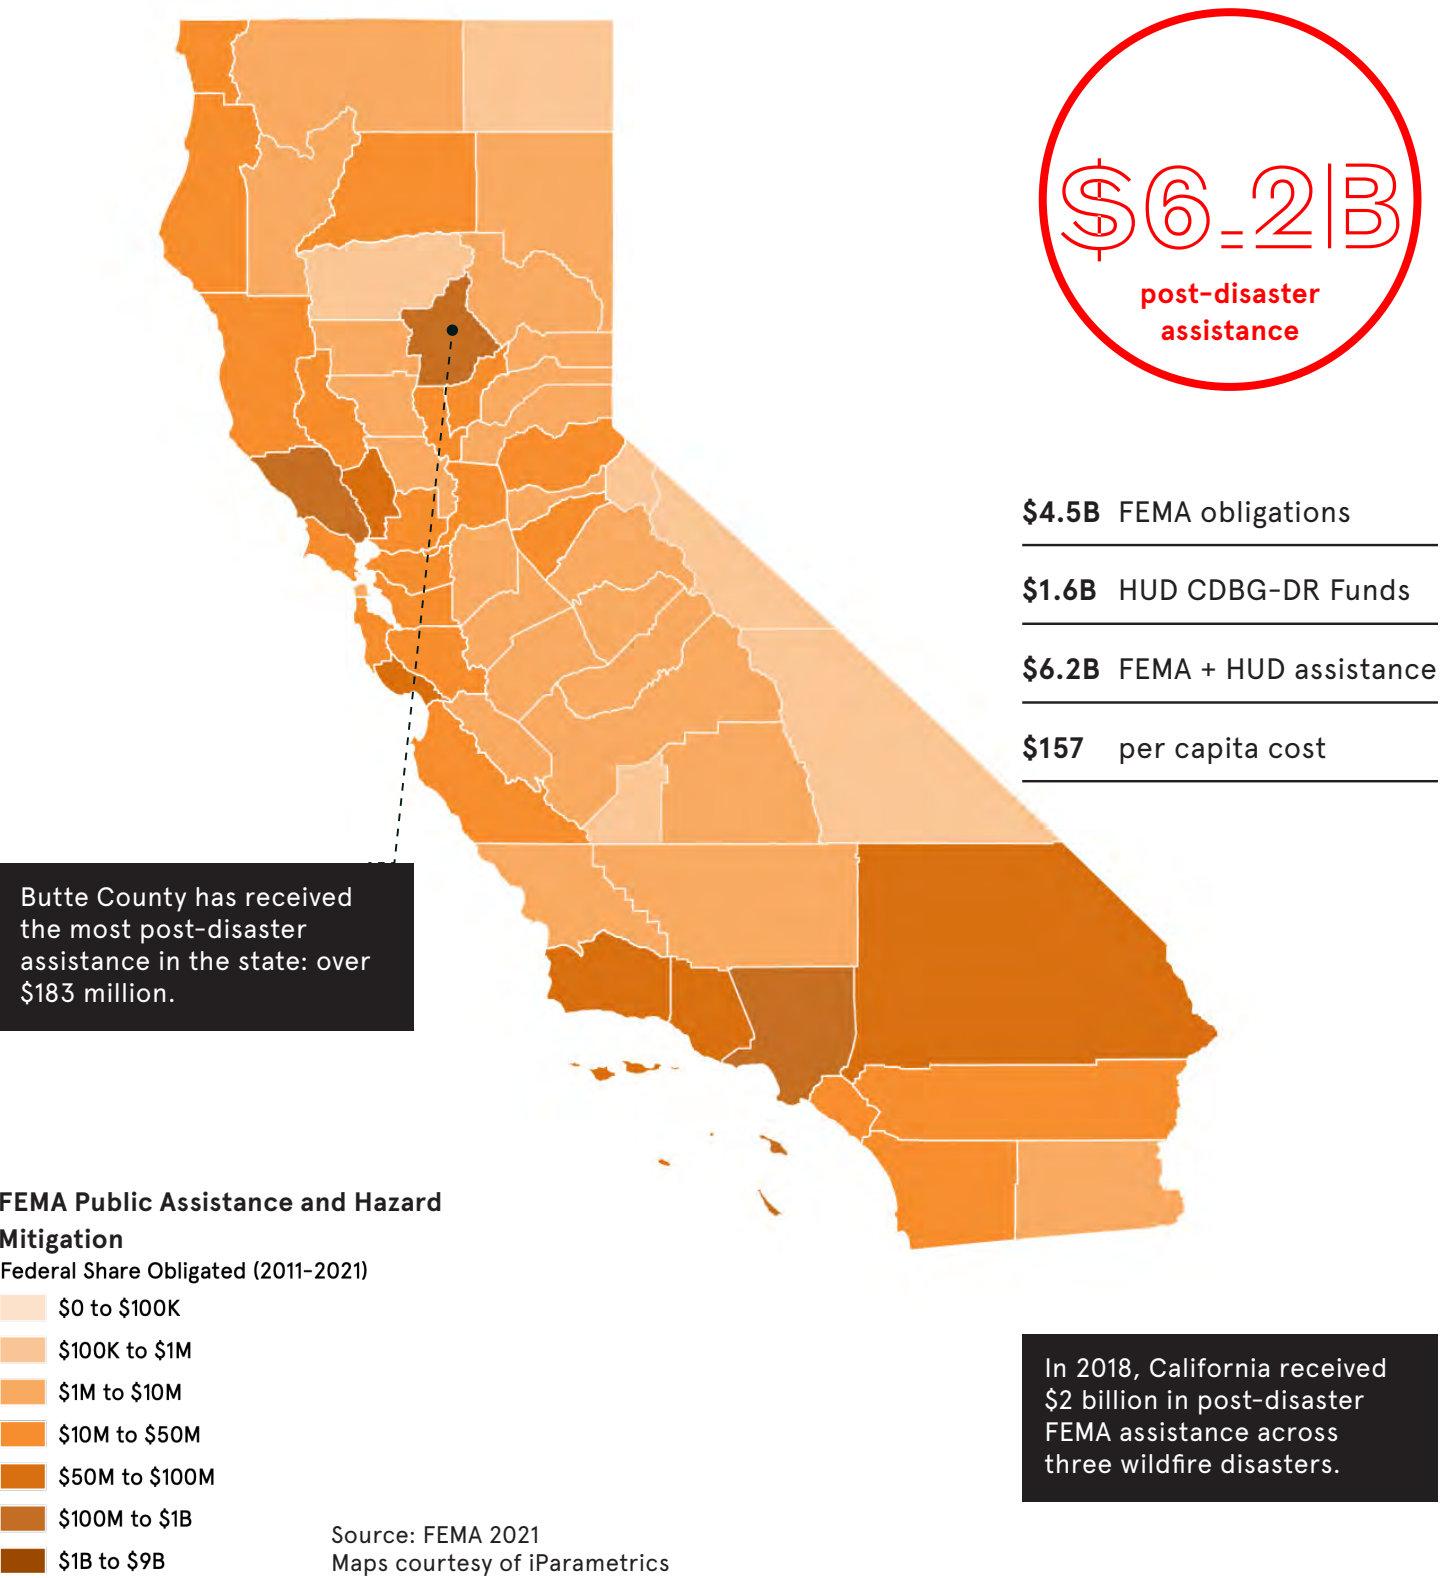 $6.2B
post-disaster
assistance
$4.5B FEMA obligations
$1.6B HUD CDBG-DR Funds
$6.2B FEMA + HUD assistance
$157 per capita cost
Butte County has received
the most post-disaster
assistance in the state: over
$183 million.
FEMA Public Assistance and Hazard
Mitigation
Federal Share Obligated (2011-2021)
$0 to $100K
$100K to $1M
$1M to $10M
$10M to $50M
$50M to $100M
$100M to $1B
$1B to $9B
Source: FEMA 2021
Maps courtesy of iParametrics
In 2018, California received
$2 billion in post-disaster
FEMA assistance across
three wildfire disasters.